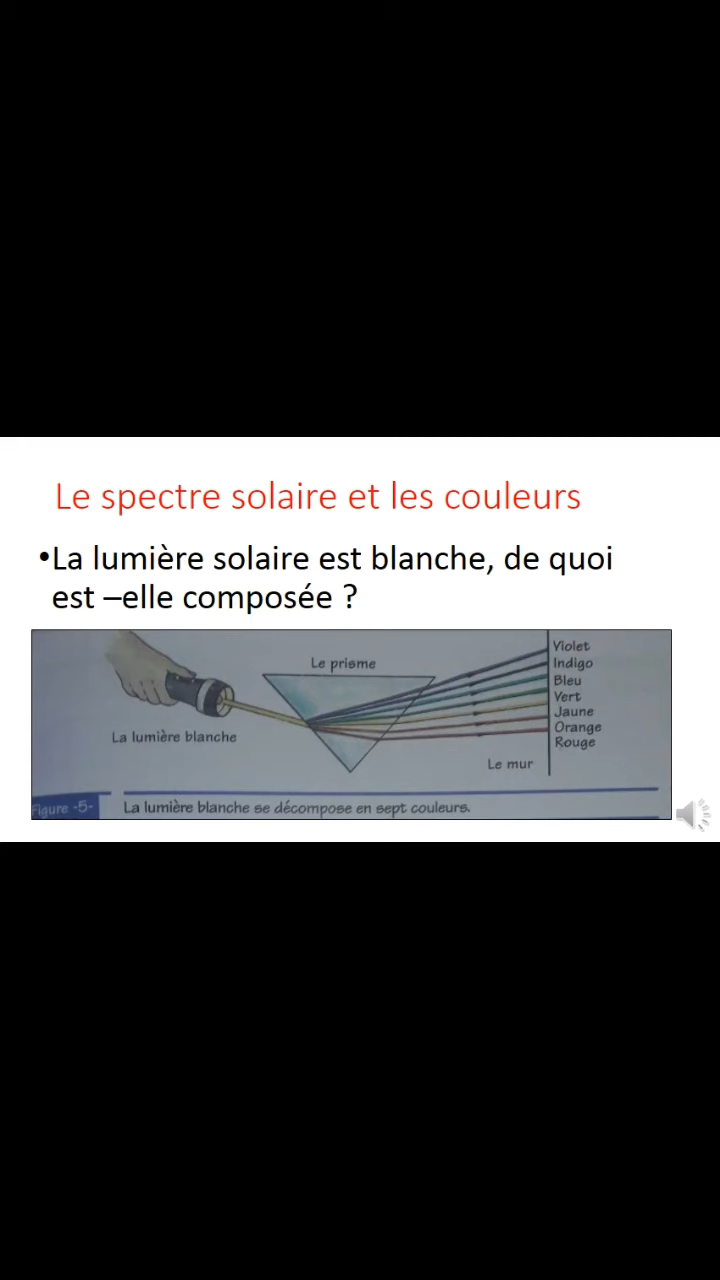 Le spectre solaire et les couleurs
•La lumière solaire est blanche, de quoi
est –elle composée ?
Le prisme
La lumière blanche
Violet
Indigo
Bleu
Vert
Jaune
Orange
Rouge
Le mur
Figure -5-
La lumière blanche se décompose en sept couleurs.